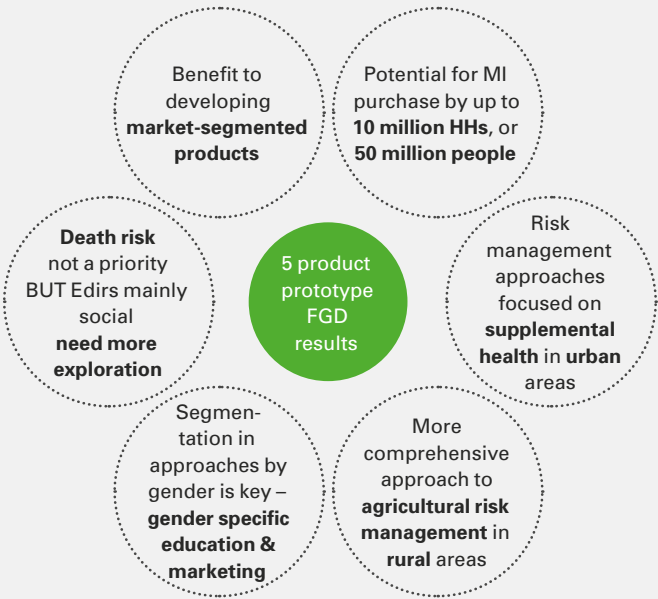 Benefit to
developing
market-segmented
products
Potential for MI
purchase by up to
10 million HHs, or
50 million people
Death risk
not a priority
BUT Edirs mainly
social
need more
exploration
5 product
prototype
FGD
results
Risk
management
approaches
focused on
supplemental
health in urban
areas
Segmen-
tation in
approaches by
gender is key –
gender specific
education &
marketing
More
comprehensive
approach to
agricultural risk
management in
rural areas